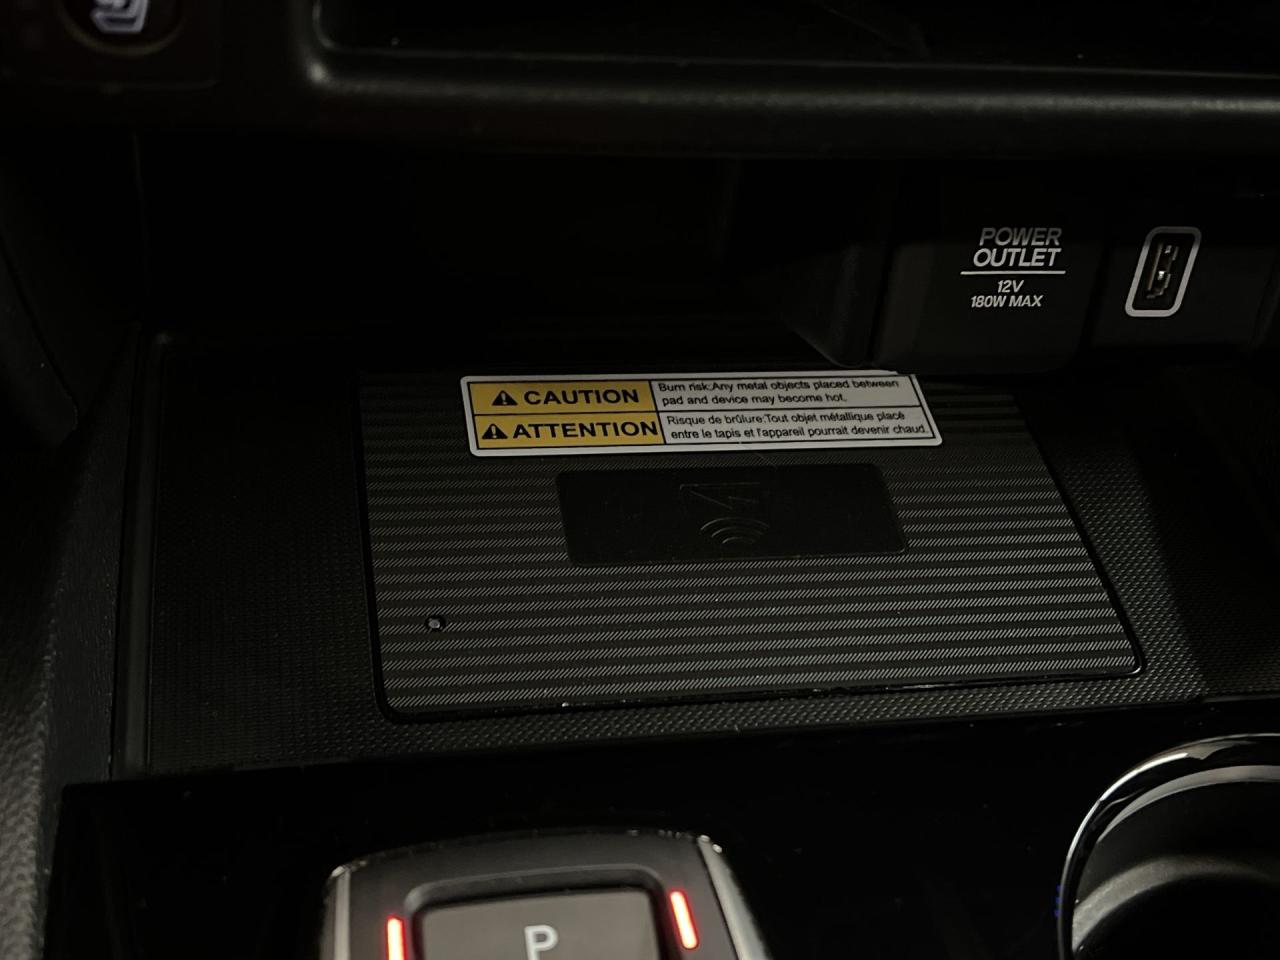 POWER
OUTLET
12V
180W MAX
CAUTION
Burn risk:Any metal objects placed between
pad and device may become hot.
ATTENTION
Risque de brûlure:Tout objet métallique placé
entre le tapis et l'appareil pourrait devenir chaud.
P